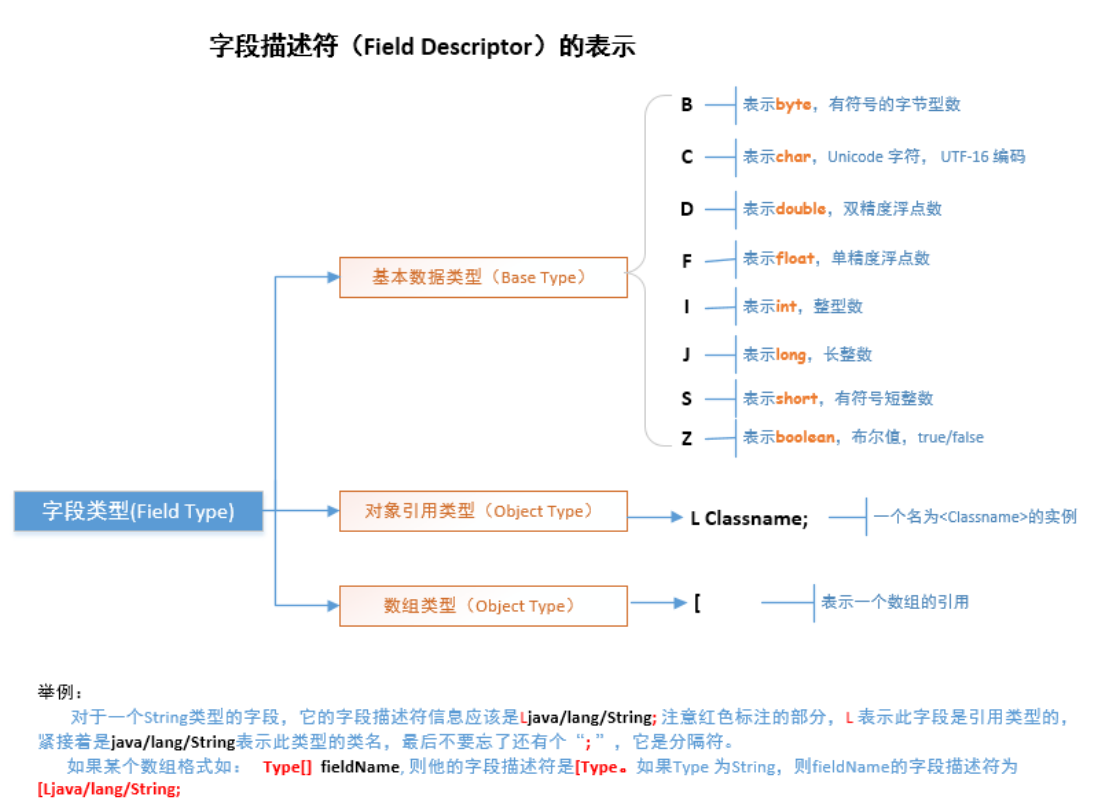 字段描述符（Field Descriptor）的表示
B
表示byte，有符号的字节型数
C
表示char，Unicode 字符， UTF-16 编码
D
表示double，双精度浮点数
F
表示float，单精度浮点数
基本数据类型（Base Type）
I
表示int，整型数
J
表示long，长整数
S
表示short，有符号短整数
Z
表示boolean，布尔值，true/false
字段类型(Field Type)
对象引用类型（Object Type）
L Classname;
一个名为<Classname>的实例
数组类型（Object Type）
[
表示一个数组的引用
举例：
对于一个String类型的字段，它的字段描述符信息应该是Ljava/lang/String; 注意红色标注的部分，L 表示此字段是引用类型的，
紧接着是java/lang/String表示此类型的类名，最后不要忘了还有个“;”，它是分隔符。
如果某个数组格式如： Type[] fieldName, 则他的字段描述符是[Type。如果Type 为String，则fieldName的字段描述符为
[Ljava/lang/String;